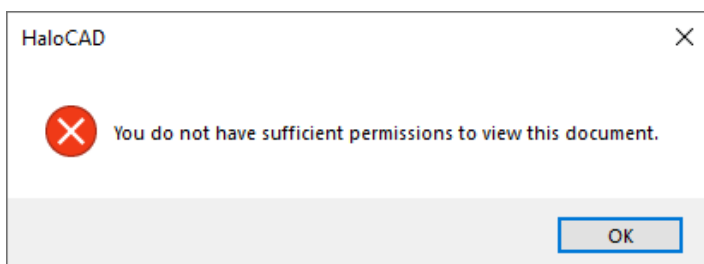 HaloCAD
You do not have sufficient permissions to view this document.
OK